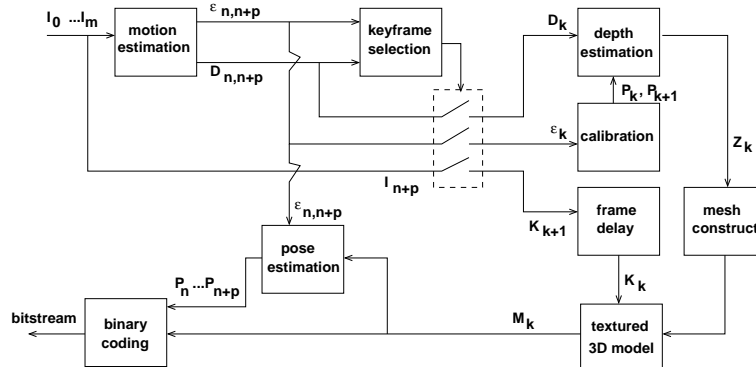 I0 ...Im
motion
estimation
εn,n+p
Dn,n+p
keyframe
selection
Dk
depth
estimation
Pk, Pk+1
εk
calibration
Zk
In+p
εn,n+p
Kk+1
frame
delay
mesh
construct
pose
estimation
Pn ...Pn+p
Kk
bitstream
binary
coding
Mk
textured
3D model